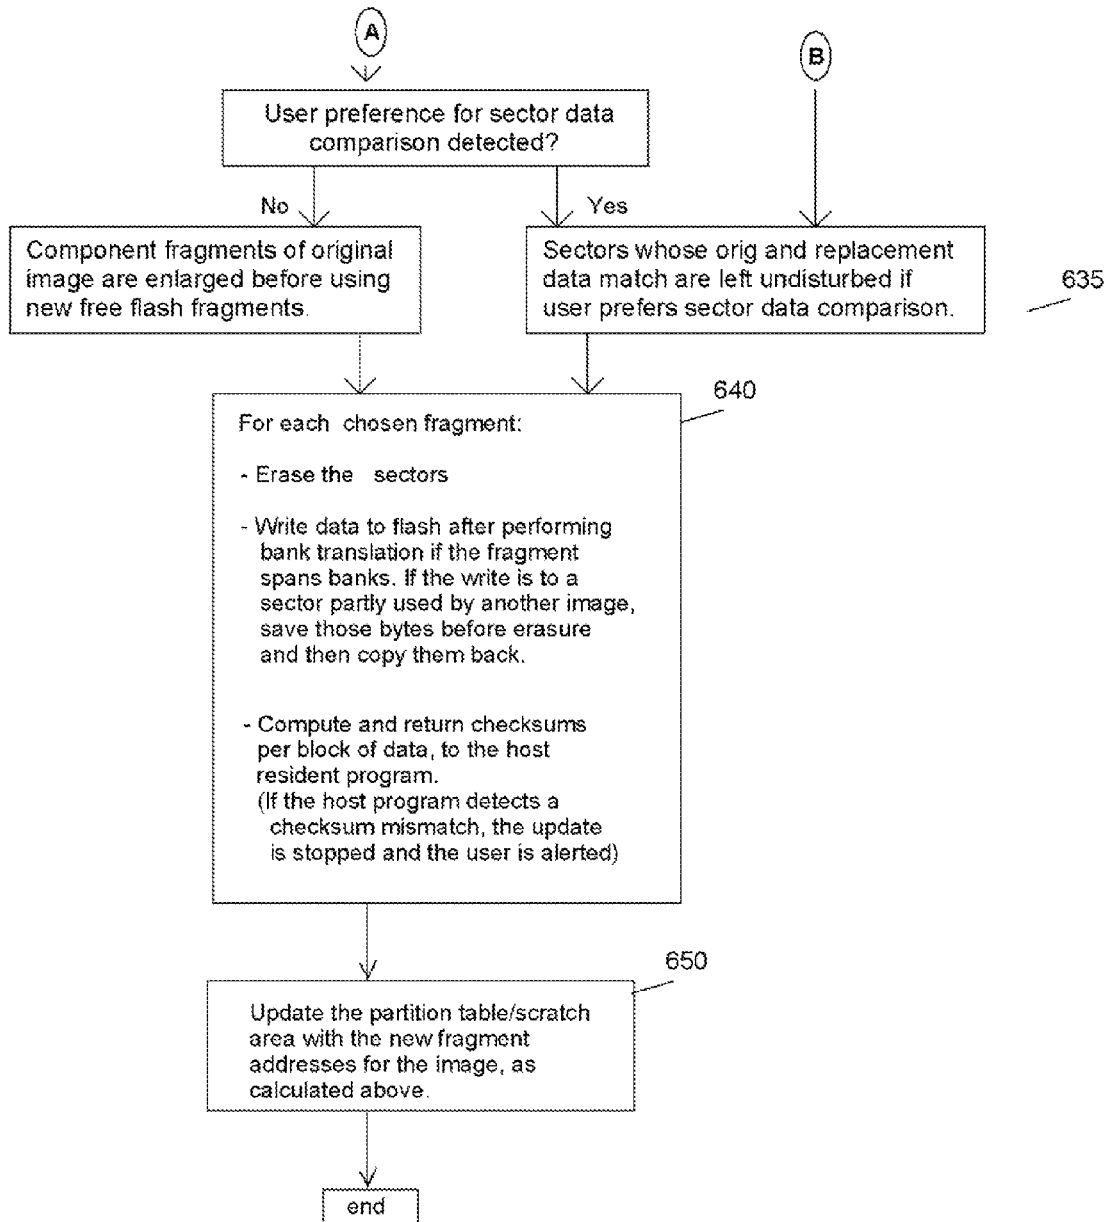 A
B
User preference for sector data
comparison detected?
No
Yes
Component fragments of original
image are enlarged before using
new free flash fragments.
Sectors whose orig and replacement
data match are left undisturbed if
user prefers sector data comparison.
635
640
For each chosen fragment:
- Erase the sectors
- Write data to flash after performing
bank translation if the fragment
spans banks. If the write is to a
sector partly used by another image,
save those bytes before erasure
and then copy them back.
- Compute and return checksums
per block of data, to the host
resident program.
(If the host program detects a
checksum mismatch, the update
is stopped and the user is alerted)
650
Update the partition table/scratch
area with the new fragment
addresses for the image, as
calculated above.
end